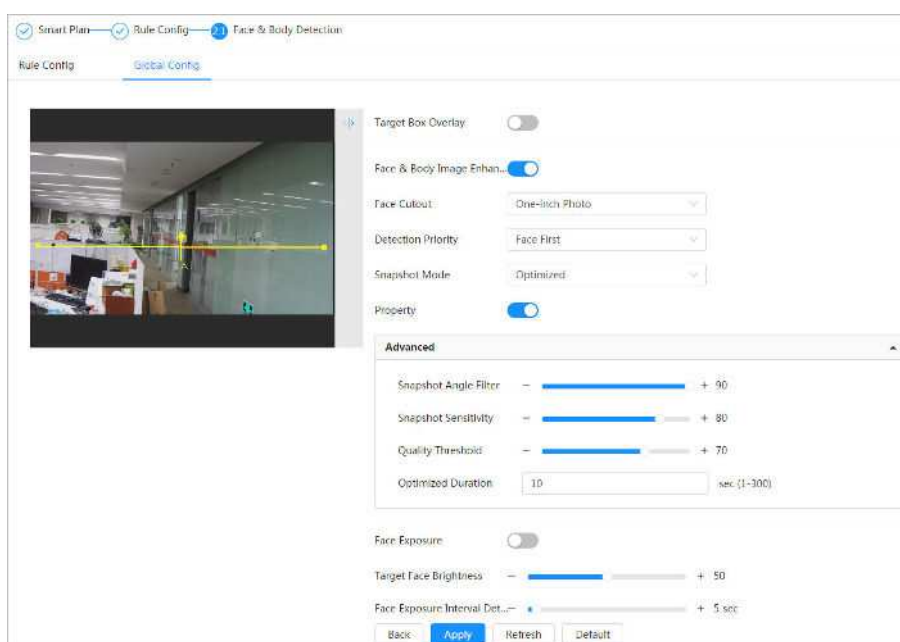 Smart Plan Rule Config 21 Face & Body Detection
Rule Config Global Config
Target Box Overlay
Face & Body Image Enhan...
Face Cutout One-inch Photo
Detection Priority Face First
Snapshot Mode Optimized
Property
Advanced
Snapshot Angle Filter - + 90
Snapshot Sensitivity - + 80
Quality Threshold - + 70
Optimized Duration 10 sec (1-300)
Face Exposure
Target Face Brightness - + 50
Face Exposure Interval Det... - + 5 sec
Back Apply Refresh Default